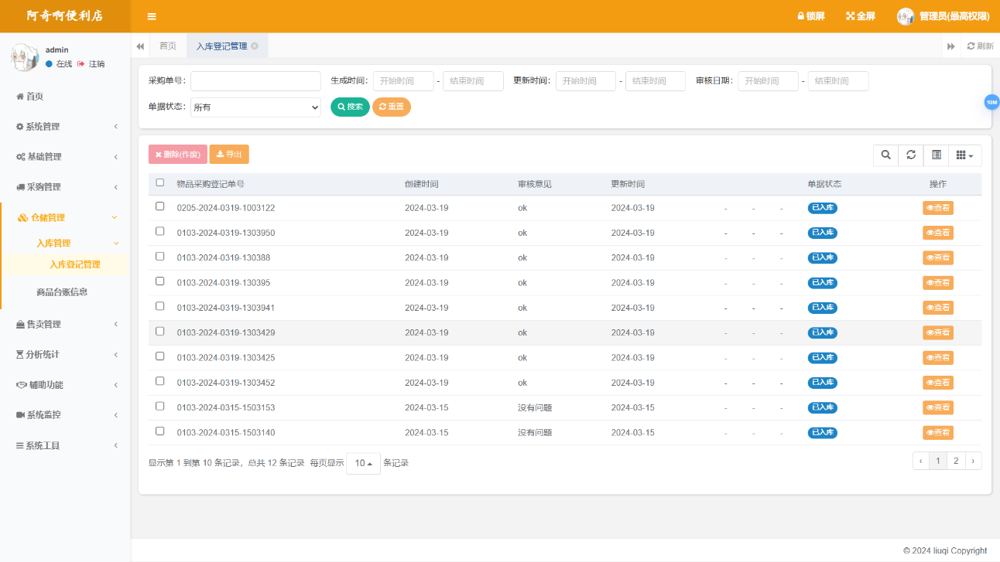 阿奇啊便利店
锁屏 全屏 管理员(最高权限)
admin
在线 注销
首页
系统管理
基础管理
采购管理
仓储管理
入库管理
入库登记管理
商品台账信息
售卖管理
分析统计
辅助功能
系统监控
系统工具
首页 入库登记管理 刷新
采购单号： 生成时间： 开始时间 - 结束时间 更新时间： 开始时间 - 结束时间 审核日期： 开始时间 - 结束时间
单据状态： 所有 搜索 重置
93M
删除(作废) 导出
物品采购登记单号 创建时间 审核意见 更新时间 单据状态 操作
0205-2024-0319-1003122 2024-03-19 ok 2024-03-19 - - - 已入库 查看
0103-2024-0319-1303950 2024-03-19 ok 2024-03-19 - - - 已入库 查看
0103-2024-0319-130388 2024-03-19 ok 2024-03-19 - - - 已入库 查看
0103-2024-0319-130395 2024-03-19 ok 2024-03-19 - - - 已入库 查看
0103-2024-0319-1303941 2024-03-19 ok 2024-03-19 - - - 已入库 查看
0103-2024-0319-1303429 2024-03-19 ok 2024-03-19 - - - 已入库 查看
0103-2024-0319-1303425 2024-03-19 ok 2024-03-19 - - - 已入库 查看
0103-2024-0319-1303452 2024-03-19 ok 2024-03-19 - - - 已入库 查看
0103-2024-0315-1503153 2024-03-15 没有问题 2024-03-15 - - - 已入库 查看
0103-2024-0315-1503140 2024-03-15 没有问题 2024-03-15 - - - 已入库 查看
显示第 1 到第 10 条记录，总共 12 条记录 每页显示 10 条记录 ‹ 1 2 ›
© 2024 liuqi Copyright